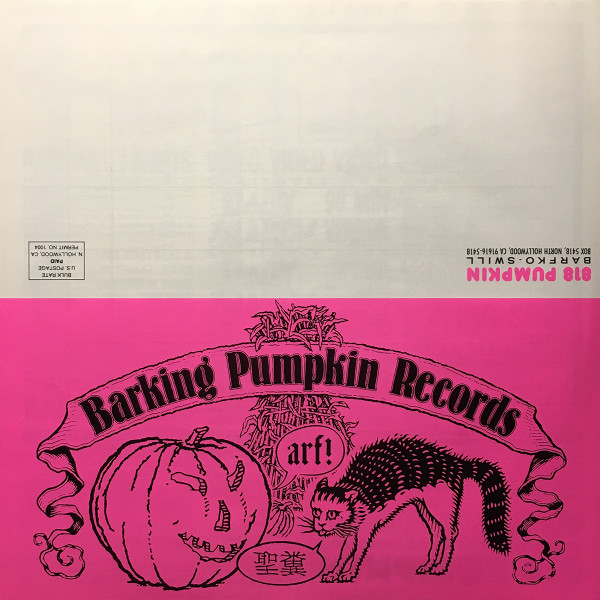 BULK RATE
U.S. POSTAGE
PAID
N. HOLLYWOOD, CA
PERMIT NO. 1004
818 PUMPKIN
BARFKO-SWILL
BOX 5418, NORTH HOLLYWOOD, CA 91616-5418
Barking Pumpkin Records
arf!
聖糞